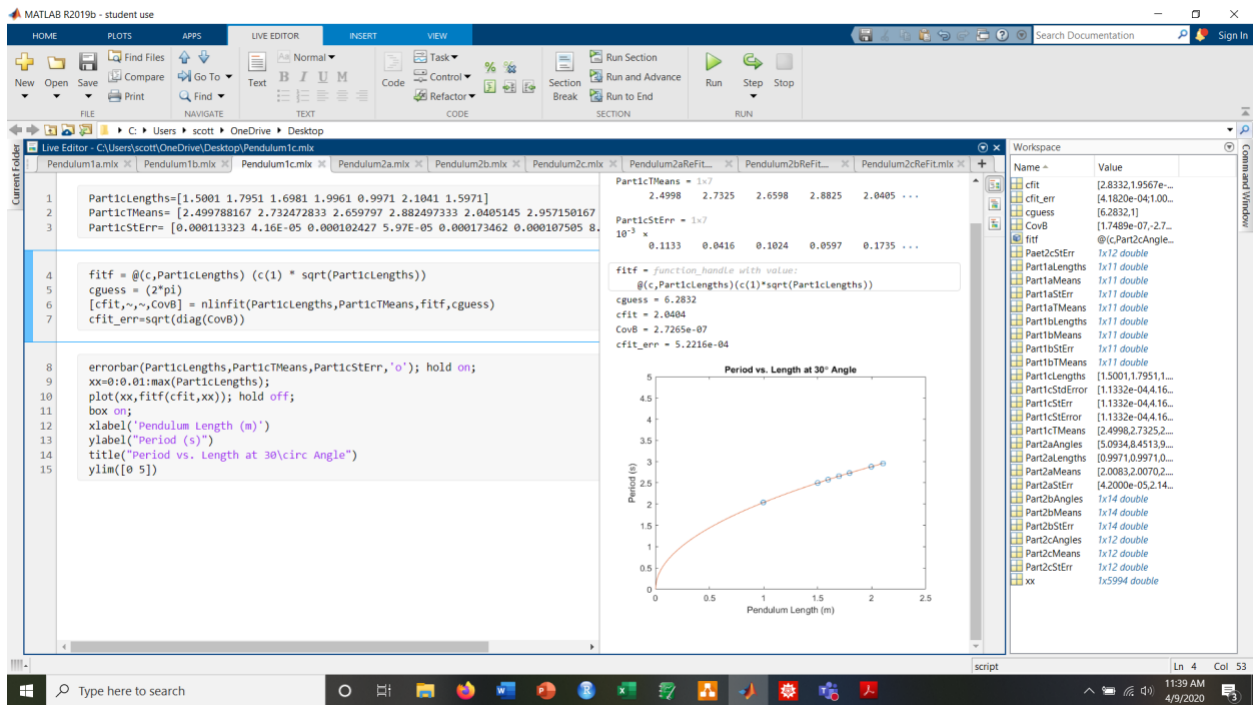 MATLAB R2019b - student use
HOME PLOTS APPS LIVE EDITOR INSERT VIEW
Search Documentation Sign In
New Open Save Find Files Compare Print
Go To Find
Text Aa Normal B I U M
Code Task Control Refactor
Section Break Run Section Run and Advance Run to End
Run Step Stop
FILE NAVIGATE TEXT CODE SECTION RUN
C: Users scott OneDrive Desktop
Current Folder
Live Editor - C:\Users\scott\OneDrive\Desktop\Pendulum1c.mlx
Pendulum1a.mlx Pendulum1b.mlx Pendulum1c.mlx Pendulum2a.mlx Pendulum2b.mlx Pendulum2c.mlx Pendulum2aReFit... Pendulum2bReFit... Pendulum2cReFit.mlx
1 Part1cLengths=[1.5001 1.7951 1.6981 1.9961 0.9971 2.1041 1.5971]
2 Part1cTMeans= [2.499788167 2.732472833 2.659797 2.882497333 2.0405145 2.957150167
3 Part1cStErr= [0.000113323 4.16E-05 0.000102427 5.97E-05 0.000173462 0.000107505 8.
4 fitf = @(c,Part1cLengths) (c(1) * sqrt(Part1cLengths))
5 cguess = (2*pi)
6 [cfit,~,~,CovB] = nlinfit(Part1cLengths,Part1cTMeans,fitf,cguess)
7 cfit_err=sqrt(diag(CovB))
8 errorbar(Part1cLengths,Part1cTMeans,Part1cStErr,'o'); hold on;
9 xx=0:0.01:max(Part1cLengths);
10 plot(xx,fitf(cfit,xx)); hold off;
11 box on;
12 xlabel('Pendulum Length (m)')
13 ylabel("Period (s)")
14 title("Period vs. Length at 30\circ Angle")
15 ylim([0 5])
Part1cTMeans = 1×7
2.4998 2.7325 2.6598 2.8825 2.0405 ...
Part1cStErr = 1×7
10-3 ×
0.1133 0.0416 0.1024 0.0597 0.1735 ...
fitf = function_handle with value:
@(c,Part1cLengths)(c(1)*sqrt(Part1cLengths))
cguess = 6.2832
cfit = 2.0404
CovB = 2.7265e-07
cfit_err = 5.2216e-04
Period vs. Length at 30° Angle
5
4.5
4
3.5
3
2.5
2
1.5
1
0.5
0
Period (s)
0 0.5 1 1.5 2 2.5
Pendulum Length (m)
Workspace
Name Value
cfit [2.8332,1.9567e-...
cfit_err [4.1820e-04;1.00...
cguess [6.2832,1]
CovB [1.7489e-07,-2.7...
fitf @(c,Part2cAngle...
Paet2cStErr 1x12 double
Part1aLengths 1x11 double
Part1aMeans 1x11 double
Part1aStErr 1x11 double
Part1aTMeans 1x11 double
Part1bLengths 1x11 double
Part1bMeans 1x11 double
Part1bStErr 1x11 double
Part1bTMeans 1x11 double
Part1cLengths [1.5001,1.7951,1....
Part1cStdError [1.1332e-04,4.16...
Part1cStErr [1.1332e-04,4.16...
Part1cStError [1.1332e-04,4.16...
Part1cTMeans [2.4998,2.7325,2....
Part2aAngles [5.0934,8.4513,9....
Part2aLengths [0.9971,0.9971,0....
Part2aMeans [2.0083,2.0070,2....
Part2aStErr [4.2000e-05,2.14...
Part2bAngles 1x14 double
Part2bMeans 1x14 double
Part2bStErr 1x14 double
Part2cAngles 1x12 double
Part2cMeans 1x12 double
Part2cStErr 1x12 double
xx 1x5994 double
Command Window
script Ln 4 Col 53
Type here to search
11:39 AM
4/9/2020
3